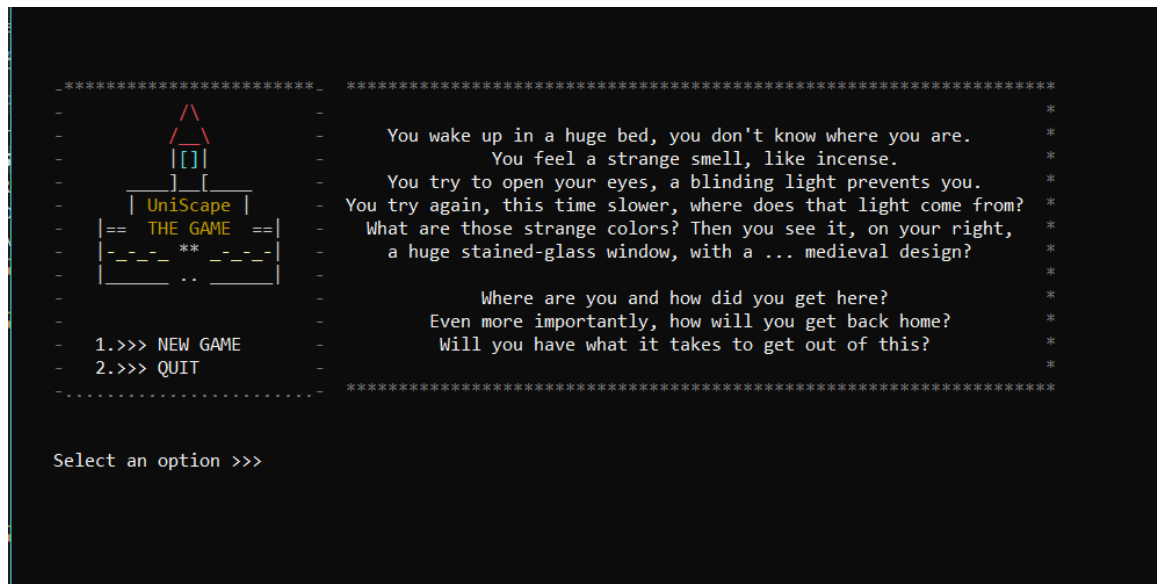 UniScape
THE GAME
1.>>> NEW GAME
2.>>> QUIT
You wake up in a huge bed, you don't know where you are.
You feel a strange smell, like incense.
You try to open your eyes, a blinding light prevents you.
You try again, this time slower, where does that light come from?
What are those strange colors? Then you see it, on your right,
a huge stained-glass window, with a ... medieval design?
Where are you and how did you get here?
Even more importantly, how will you get back home?
Will you have what it takes to get out of this?
Select an option >>>